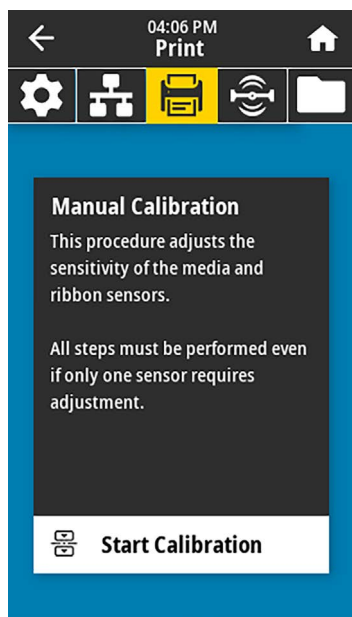 04:06 PM
Print
Manual Calibration
This procedure adjusts the
sensitivity of the media and
ribbon sensors.
All steps must be performed even
if only one sensor requires
adjustment.
Start Calibration